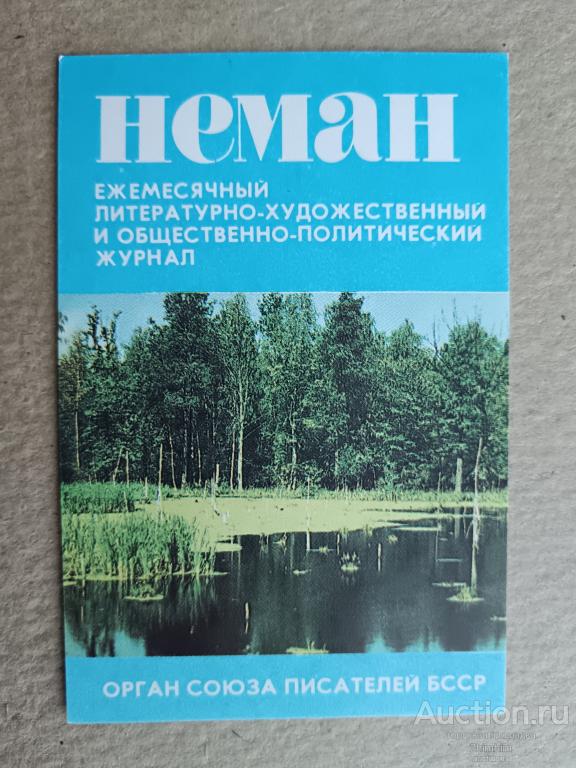 неман
ЕЖЕМЕСЯЧНЫЙ
ЛИТЕРАТУРНО-ХУДОЖЕСТВЕННЫЙ
И ОБЩЕСТВЕННО-ПОЛИТИЧЕСКИЙ
ЖУРНАЛ
ОРГАН СОЮЗА ПИСАТЕЛЕЙ БССР
Auction.ru